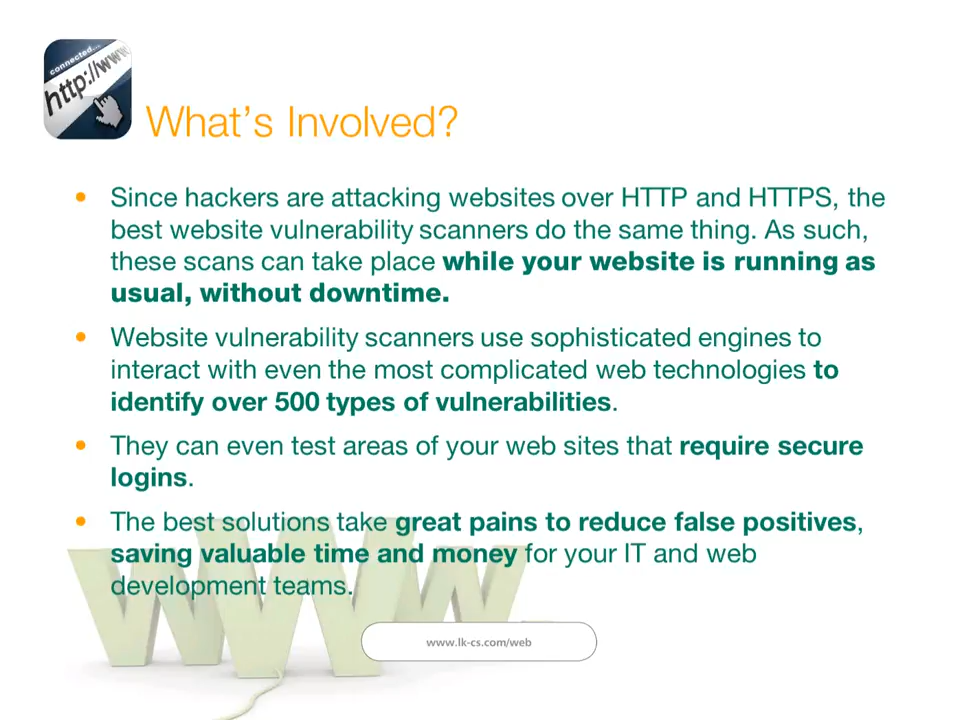 connected...
http://www
What's Involved?
• Since hackers are attacking websites over HTTP and HTTPS, the
best website vulnerability scanners do the same thing. As such,
these scans can take place while your website is running as
usual, without downtime.
• Website vulnerability scanners use sophisticated engines to
interact with even the most complicated web technologies to
identify over 500 types of vulnerabilities.
• They can even test areas of your web sites that require secure
logins.
• The best solutions take great pains to reduce false positives,
saving valuable time and money for your IT and web
development teams.
WWW
www.lk-cs.com/web